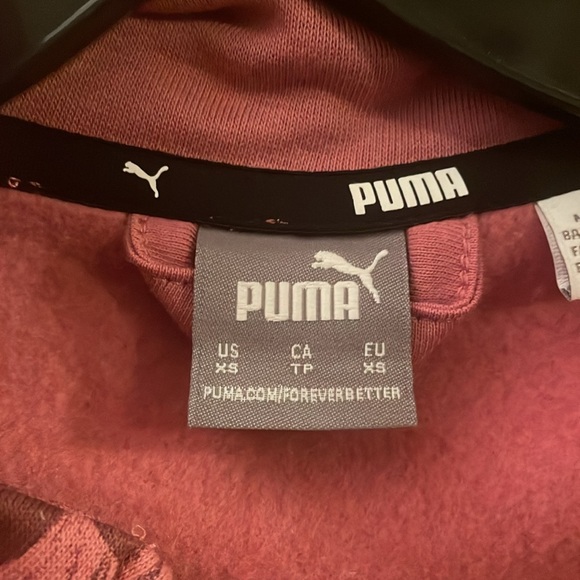 PUMA
PUMA
US CA EU
XS TP XS
PUMA.COM/FOREVERBETTER